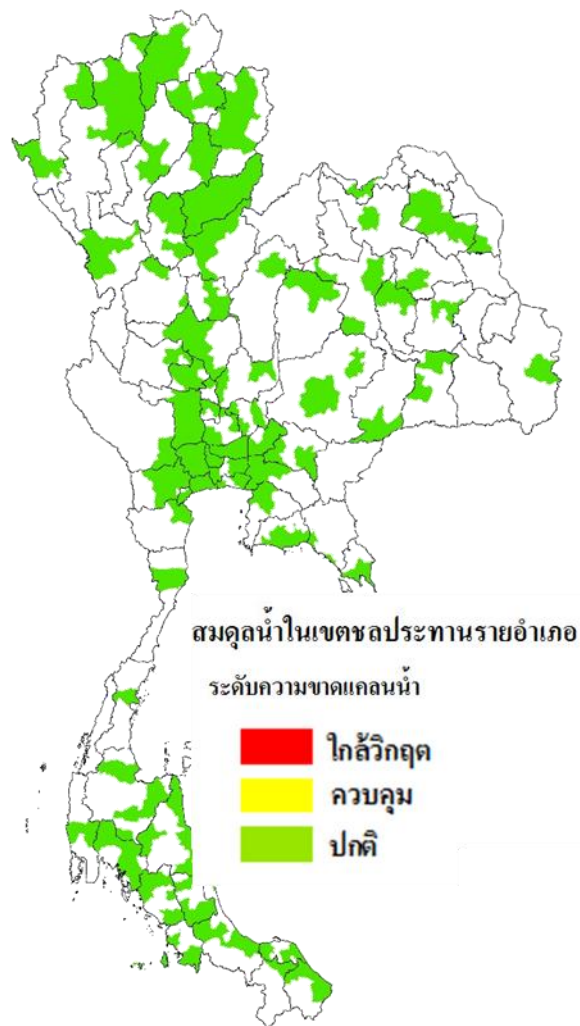 สมดุลน้ำในเขตชลประทานรายอำเภอ
ระดับความขาดแคลนน้ำ
ใกล้วิกฤต
ควบคุม
ปกติ